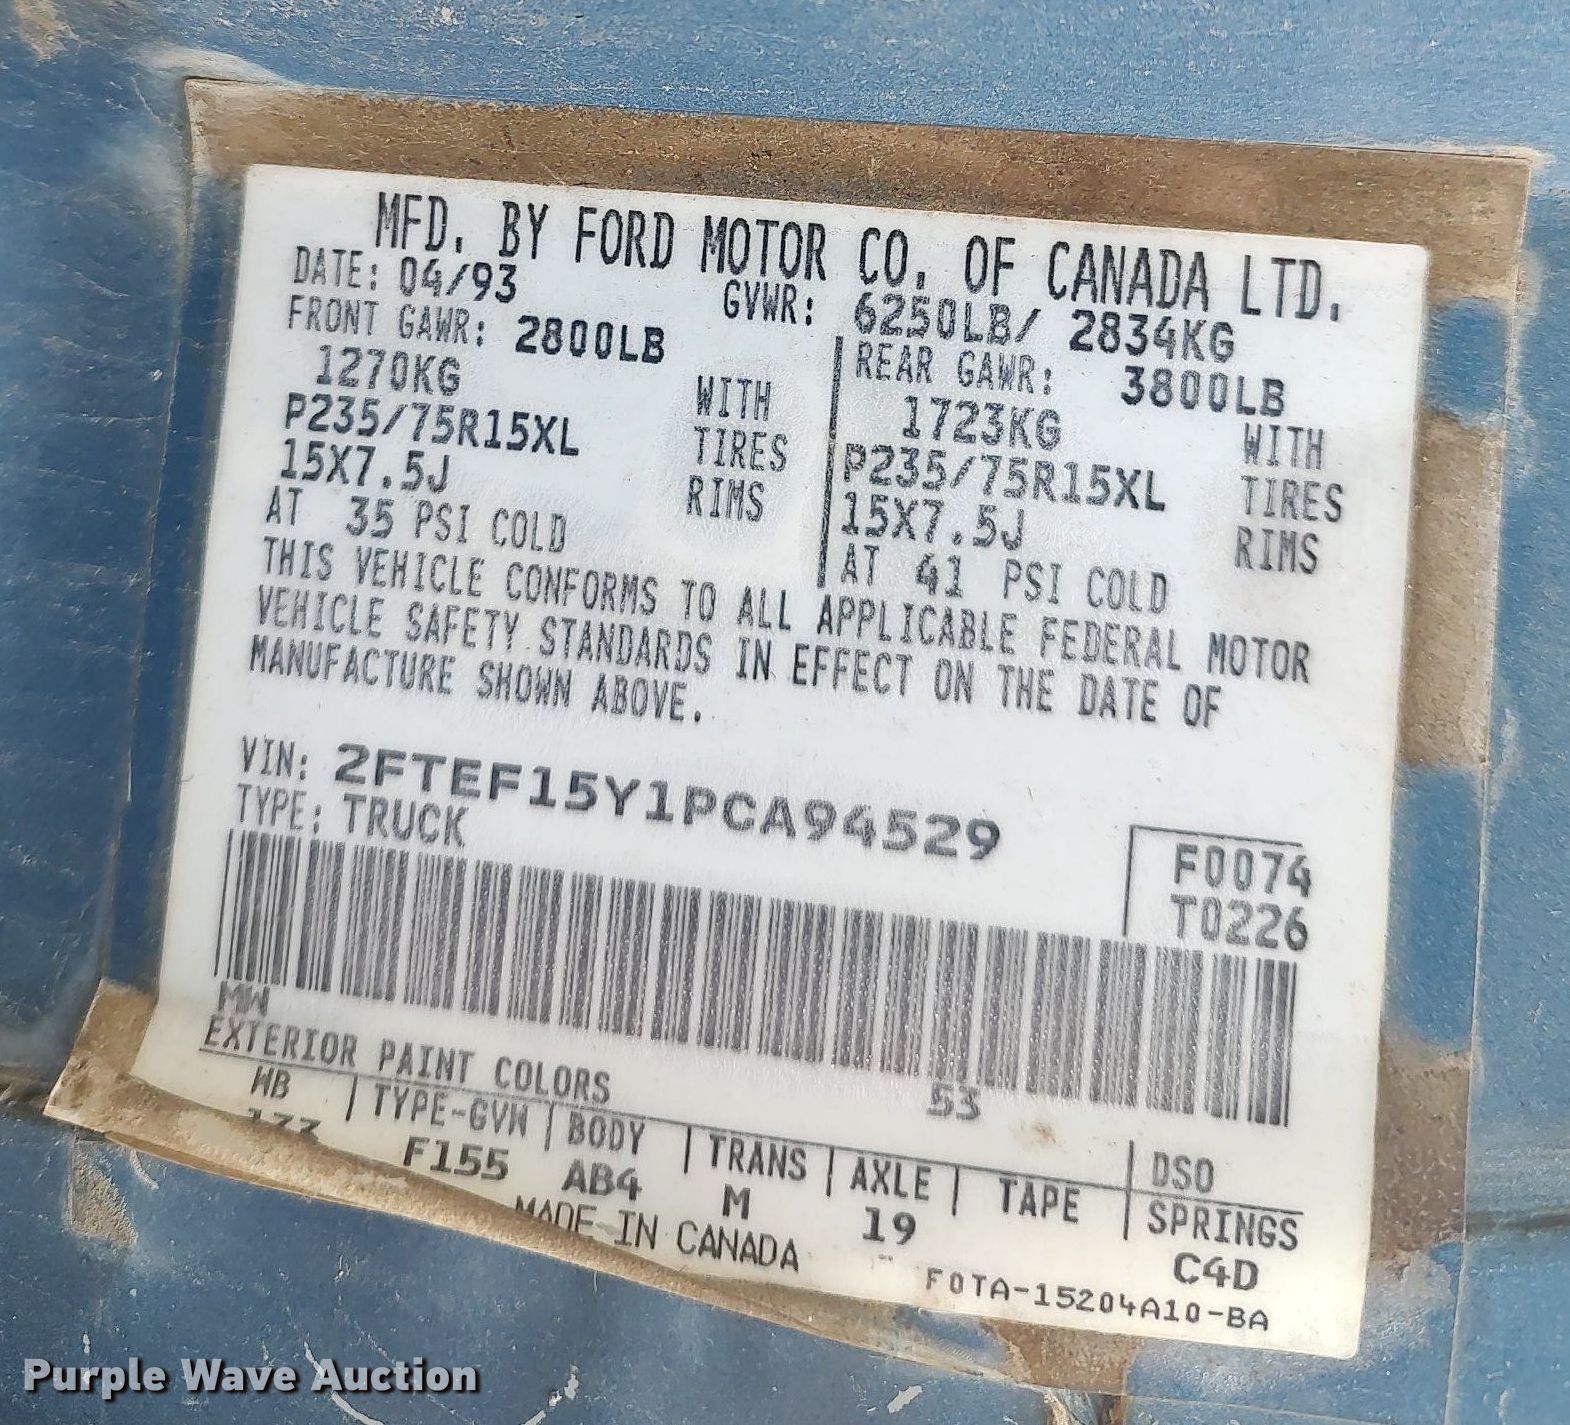 MFD. BY FORD MOTOR CO. OF CANADA LTD.
DATE: 04/93 GVWR: 6250LB/ 2834KG
FRONT GAWR: 2800LB REAR GAWR: 3800LB
1270KG WITH 1723KG WITH
P235/75R15XL TIRES P235/75R15XL TIRES
15X7.5J RIMS 15X7.5J RIMS
AT 35 PSI COLD AT 41 PSI COLD
THIS VEHICLE CONFORMS TO ALL APPLICABLE FEDERAL MOTOR
VEHICLE SAFETY STANDARDS IN EFFECT ON THE DATE OF
MANUFACTURE SHOWN ABOVE.
VIN: 2FTEF15Y1PCA94529
TYPE: TRUCK
F0074
T0226
MW
EXTERIOR PAINT COLORS 53 DSO
WB TYPE-GVW BODY TRANS AXLE TAPE SPRINGS
133 F155 AB4 M 19 C4D
MADE IN CANADA
F0TA-15204A10-BA
Purple Wave Auction